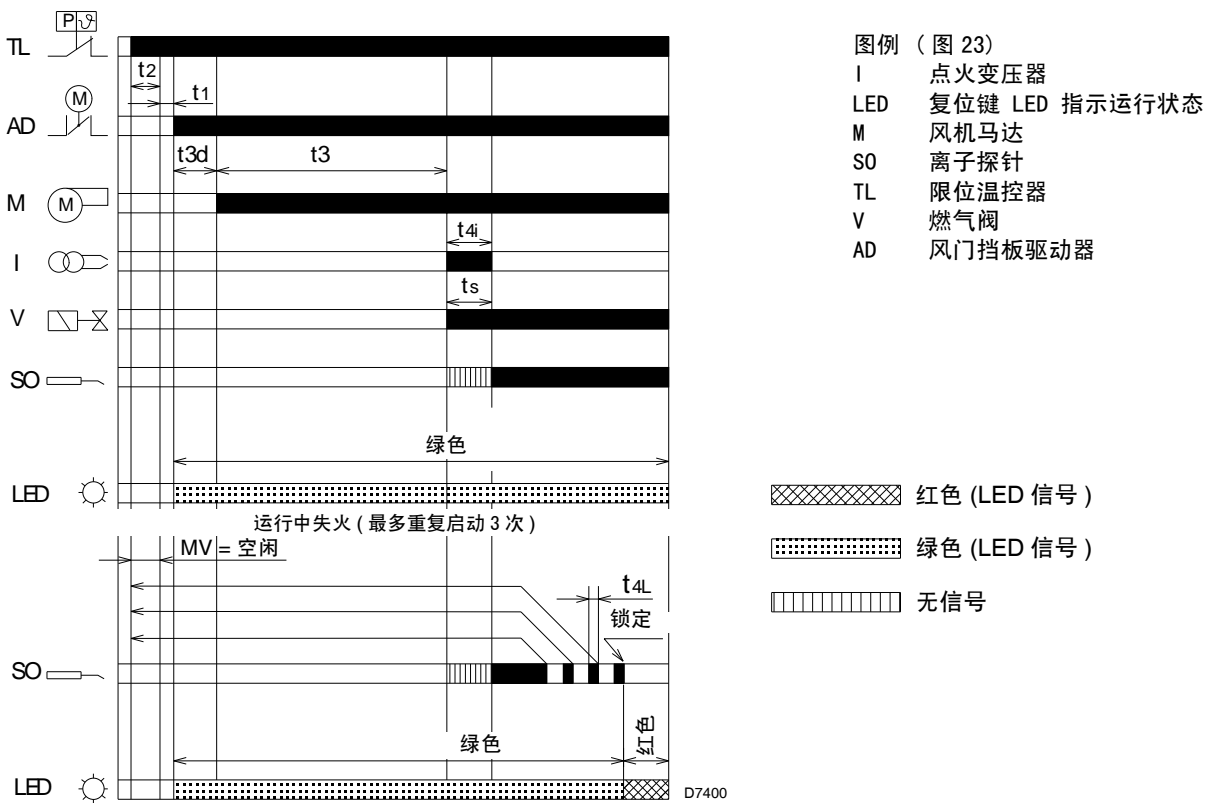 P ϑ
TL
t2
t1
M
AD
t3d
t3
M
M
t4i
I
ts
V
SO
绿色
LED
运行中失火 ( 最多重复启动 3 次 )
MV = 空闲
t4L
锁定
SO
绿色
红色
LED
D7400
图例 ( 图 23)
I 点火变压器
LED 复位键 LED 指示运行状态
M 风机马达
SO 离子探针
TL 限位温控器
V 燃气阀
AD 风门挡板驱动器
红色 (LED 信号 )
绿色 (LED 信号 )
无信号